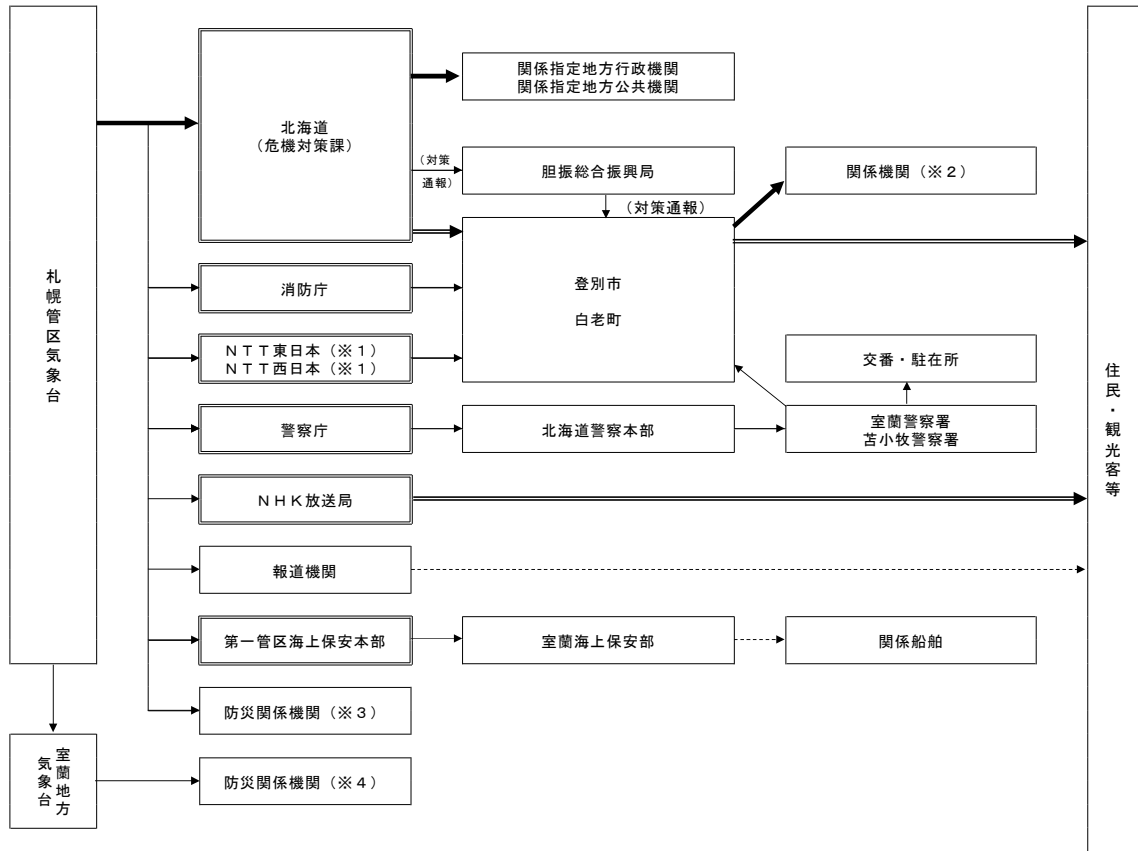 札幌管区気象台
北海道
（危機対策課）
関係指定地方行政機関
関係指定地方公共機関
（対策
通報）
胆振総合振興局
関係機関（※２）
（対策通報）
登別市
白老町
消防庁
ＮＴＴ東日本（※１）
ＮＴＴ西日本（※１）
交番・駐在所
警察庁
北海道警察本部
室蘭警察署
苫小牧警察署
ＮＨＫ放送局
報道機関
第一管区海上保安本部
室蘭海上保安部
関係船舶
防災関係機関（※３）
室蘭地方
気象台
防災関係機関（※４）
住民・観光客等